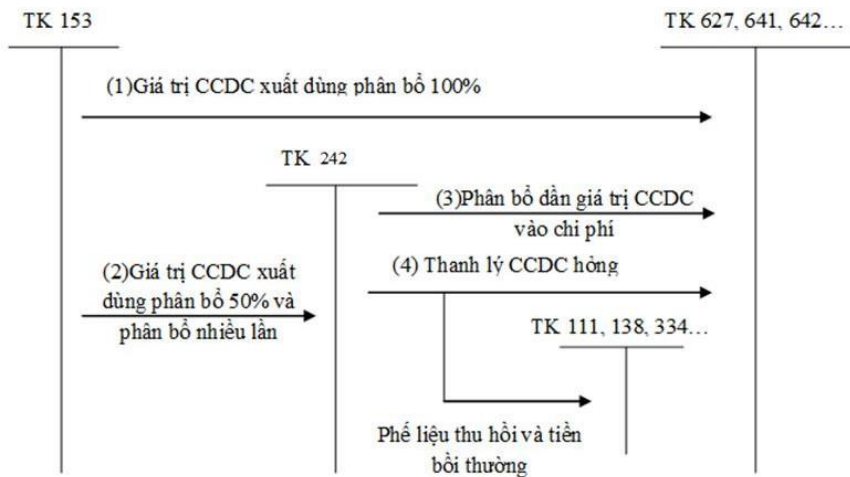 TK 153
TK 627, 641, 642...
(1)Giá trị CCDC xuất dùng phân bổ 100%
TK 242
(3)Phân bổ dần giá trị CCDC
vào chi phí
(2)Giá trị CCDC xuất
dùng phân bổ 50% và
phân bổ nhiều lần
(4) Thanh lý CCDC hỏng
TK 111, 138, 334...
Phế liệu thu hồi và tiền
bồi thường